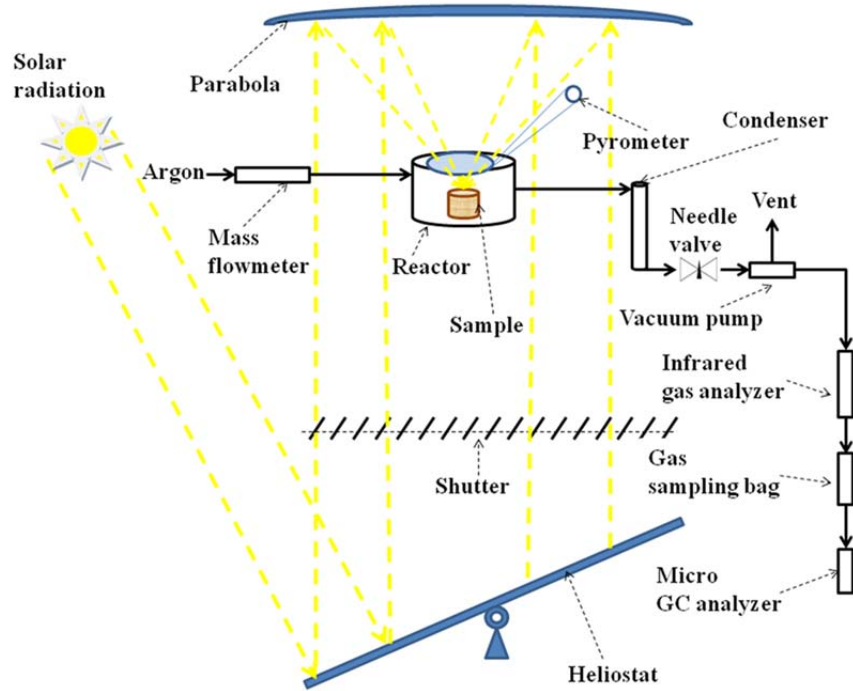 Solar
radiation
Parabola
Pyrometer
Condenser
Argon
Mass
flowmeter
Reactor
Sample
Needle
valve
Vent
Vacuum pump
Infrared
gas analyzer
Shutter
Gas
sampling bag
Micro
GC analyzer
Heliostat